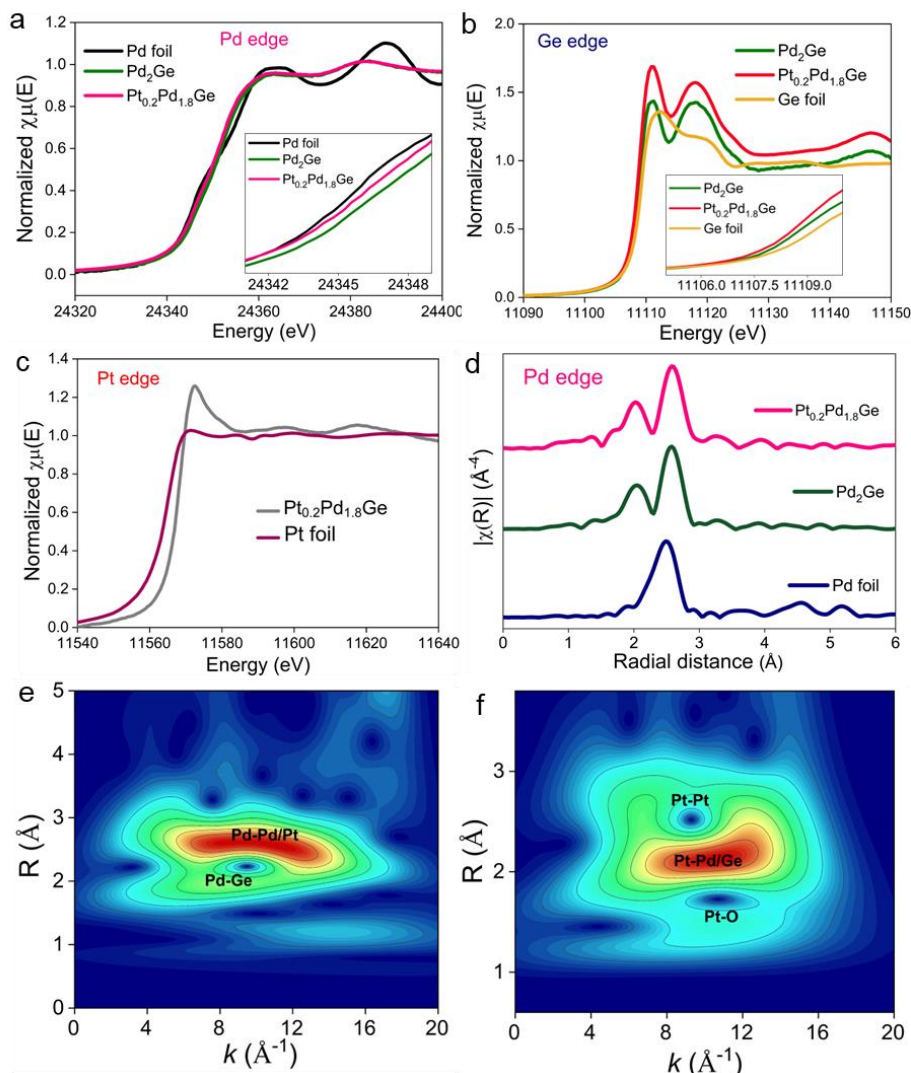 a
Pd edge
Pd foil
Pd₂Ge
Pt₀.₂Pd₁.₈Ge
Normalized χμ(E)
1.2
1.0
0.8
0.6
0.4
0.2
0.0
Pd foil
Pd₂Ge
Pt₀.₂Pd₁.₈Ge
24342 24345 24348
24320 24340 24360 24380 24400
Energy (eV)
b
Ge edge
Pd₂Ge
Pt₀.₂Pd₁.₈Ge
Ge foil
Normalized χμ(E)
2.0
1.5
1.0
0.5
0.0
Pd₂Ge
Pt₀.₂Pd₁.₈Ge
Ge foil
11106.0 11107.5 11109.0
11090 11100 11110 11120 11130 11140 11150
Energy (eV)
c
Pt edge
Normalized χμ(E)
1.4
1.2
1.0
0.8
0.6
0.4
0.2
0.0
Pt₀.₂Pd₁.₈Ge
Pt foil
11540 11560 11580 11600 11620 11640
Energy (eV)
d
Pd edge
|χ(R)| (Å⁻⁴)
Pt₀.₂Pd₁.₈Ge
Pd₂Ge
Pd foil
0 1 2 3 4 5 6
Radial distance (Å)
e
R (Å)
5
4
3
2
1
0
Pd-Pd/Pt
Pd-Ge
0 4 8 12 16 20
k (Å⁻¹)
f
R (Å)
3
2
1
Pt-Pt
Pt-Pd/Ge
Pt-O
0 4 8 12 16 20
k (Å⁻¹)